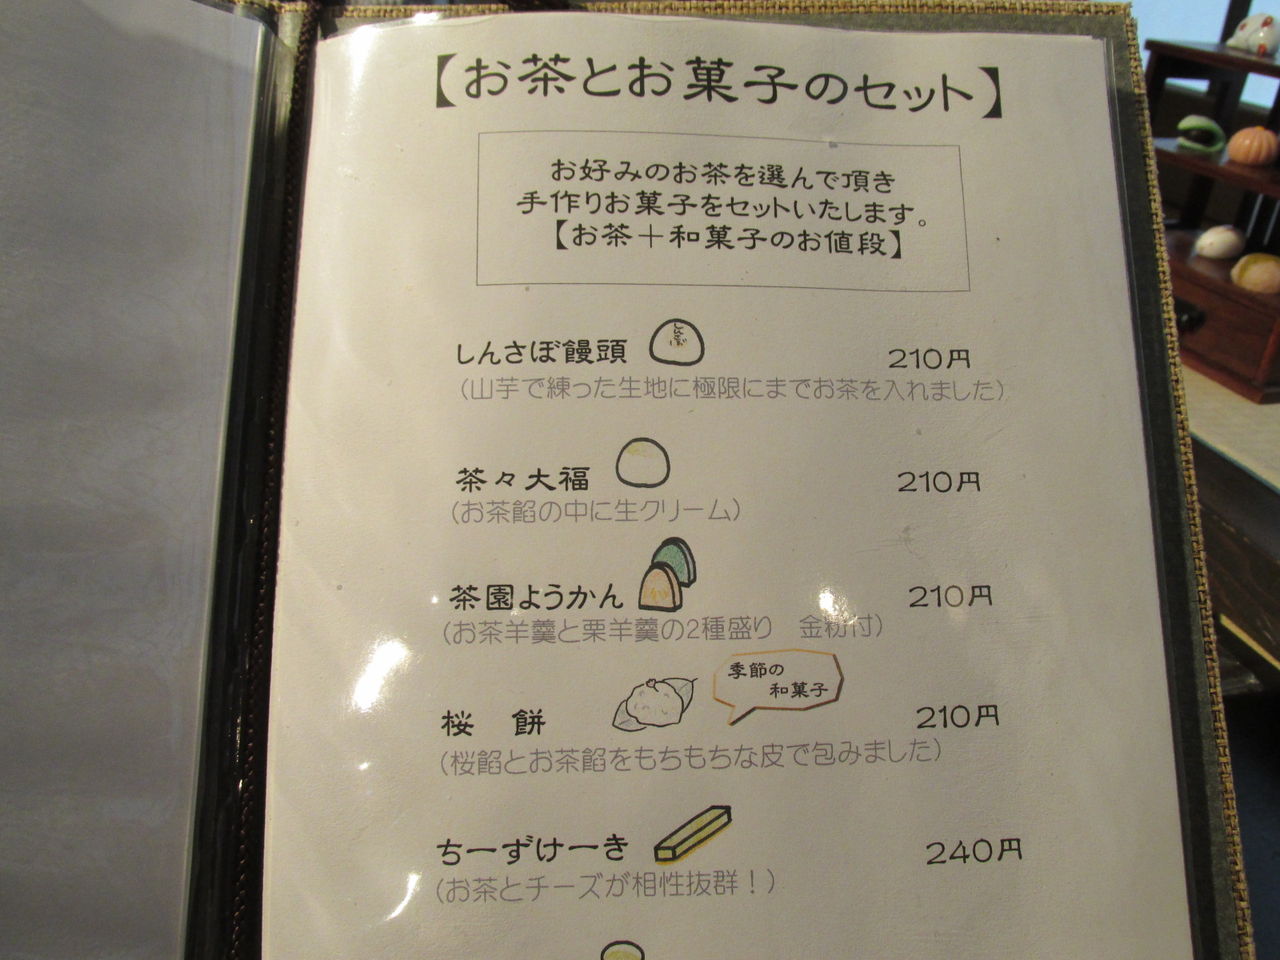 【お茶とお菓子のセット】
お好みのお茶を選んで頂き
手作りお菓子をセットいたします。
【お茶＋和菓子のお値段】
しんさぼ饅頭 しんさぼ 210円
（山芋で練った生地に極限にまでお茶を入れました）
茶々大福 210円
（お茶餡の中に生クリーム）
茶園ようかん 210円
（お茶羊羹と栗羊羹の2種盛り 金粉付）
季節の
和菓子
桜 餅 210円
（桜餡とお茶餡をもちもちな皮で包みました）
ちーずけーき 240円
（お茶とチーズが相性抜群！）